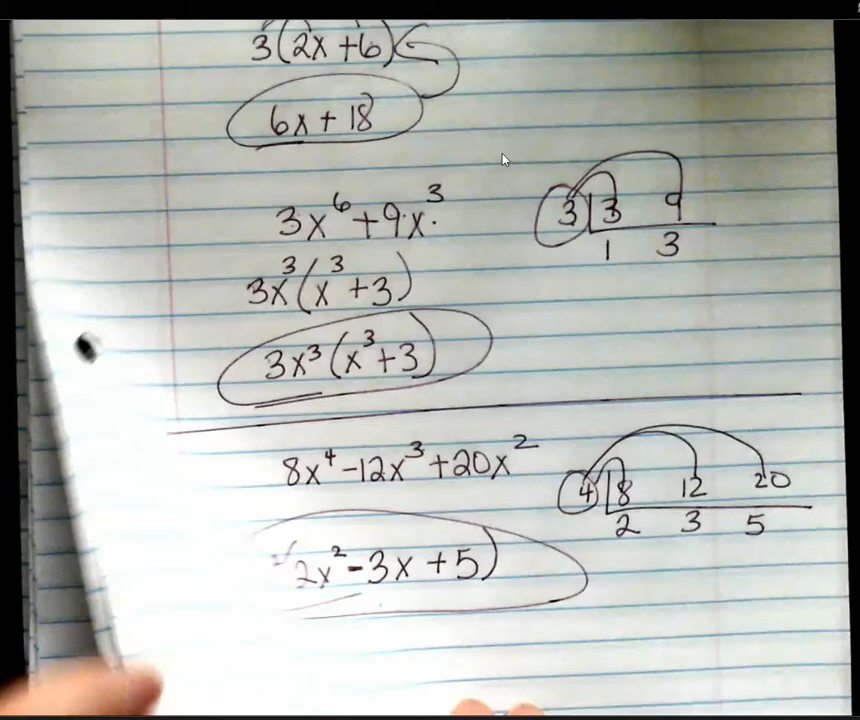 3(2x+6)
6x + 18
3x⁶ + 9x³
3 3 9
1 3
3x³(x³ + 3)
3x³(x³ + 3)
8x⁴ - 12x³ + 20x²
4 8 12 20
2 3 5
2x² - 3x + 5)